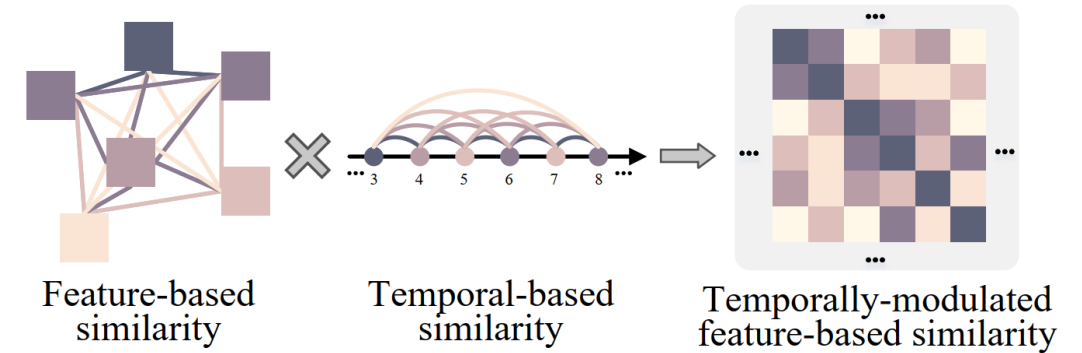 •••
••• •••
••• 3 4 5 6 7 8 •••
•••
Feature-based
similarity
Temporal-based
similarity
Temporally-modulated
feature-based similarity